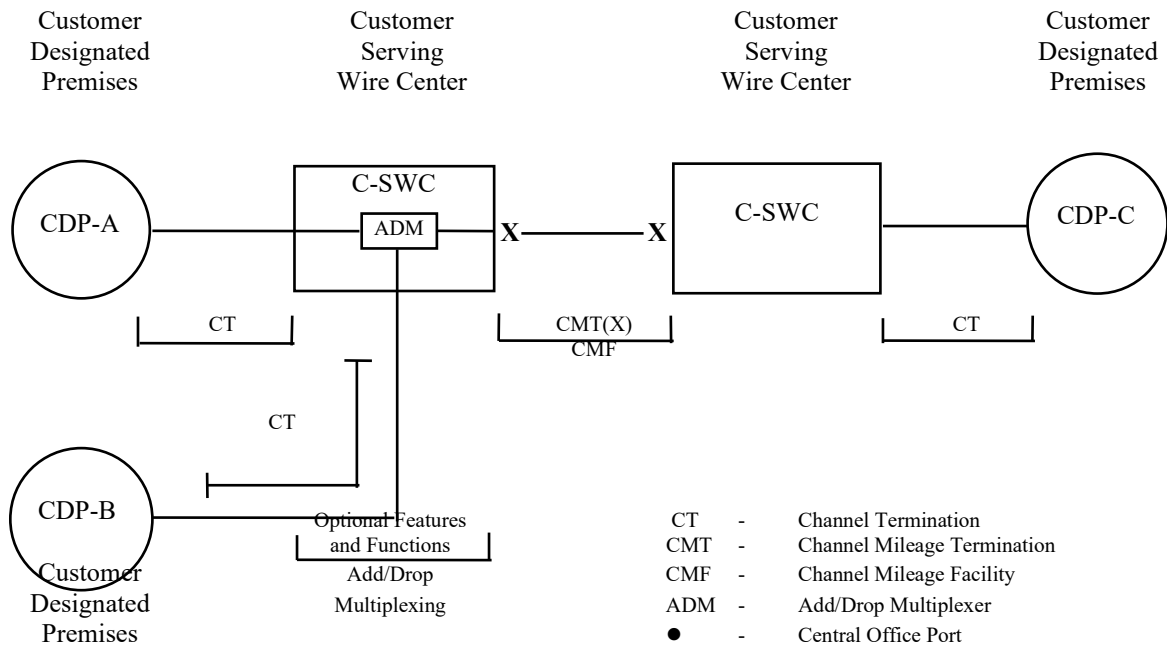 Customer
Designated
Premises
Customer
Serving
Wire Center
Customer
Serving
Wire Center
Customer
Designated
Premises
CDP-A
C-SWC
ADM
X
X
C-SWC
CDP-C
CT
CMT(X)
CMF
CT
CT
CDP-B
Customer
Designated
Premises
Optional Features
and Functions
Add/Drop
Multiplexing
CT - Channel Termination
CMT - Channel Mileage Termination
CMF - Channel Mileage Facility
ADM - Add/Drop Multiplexer
● - Central Office Port